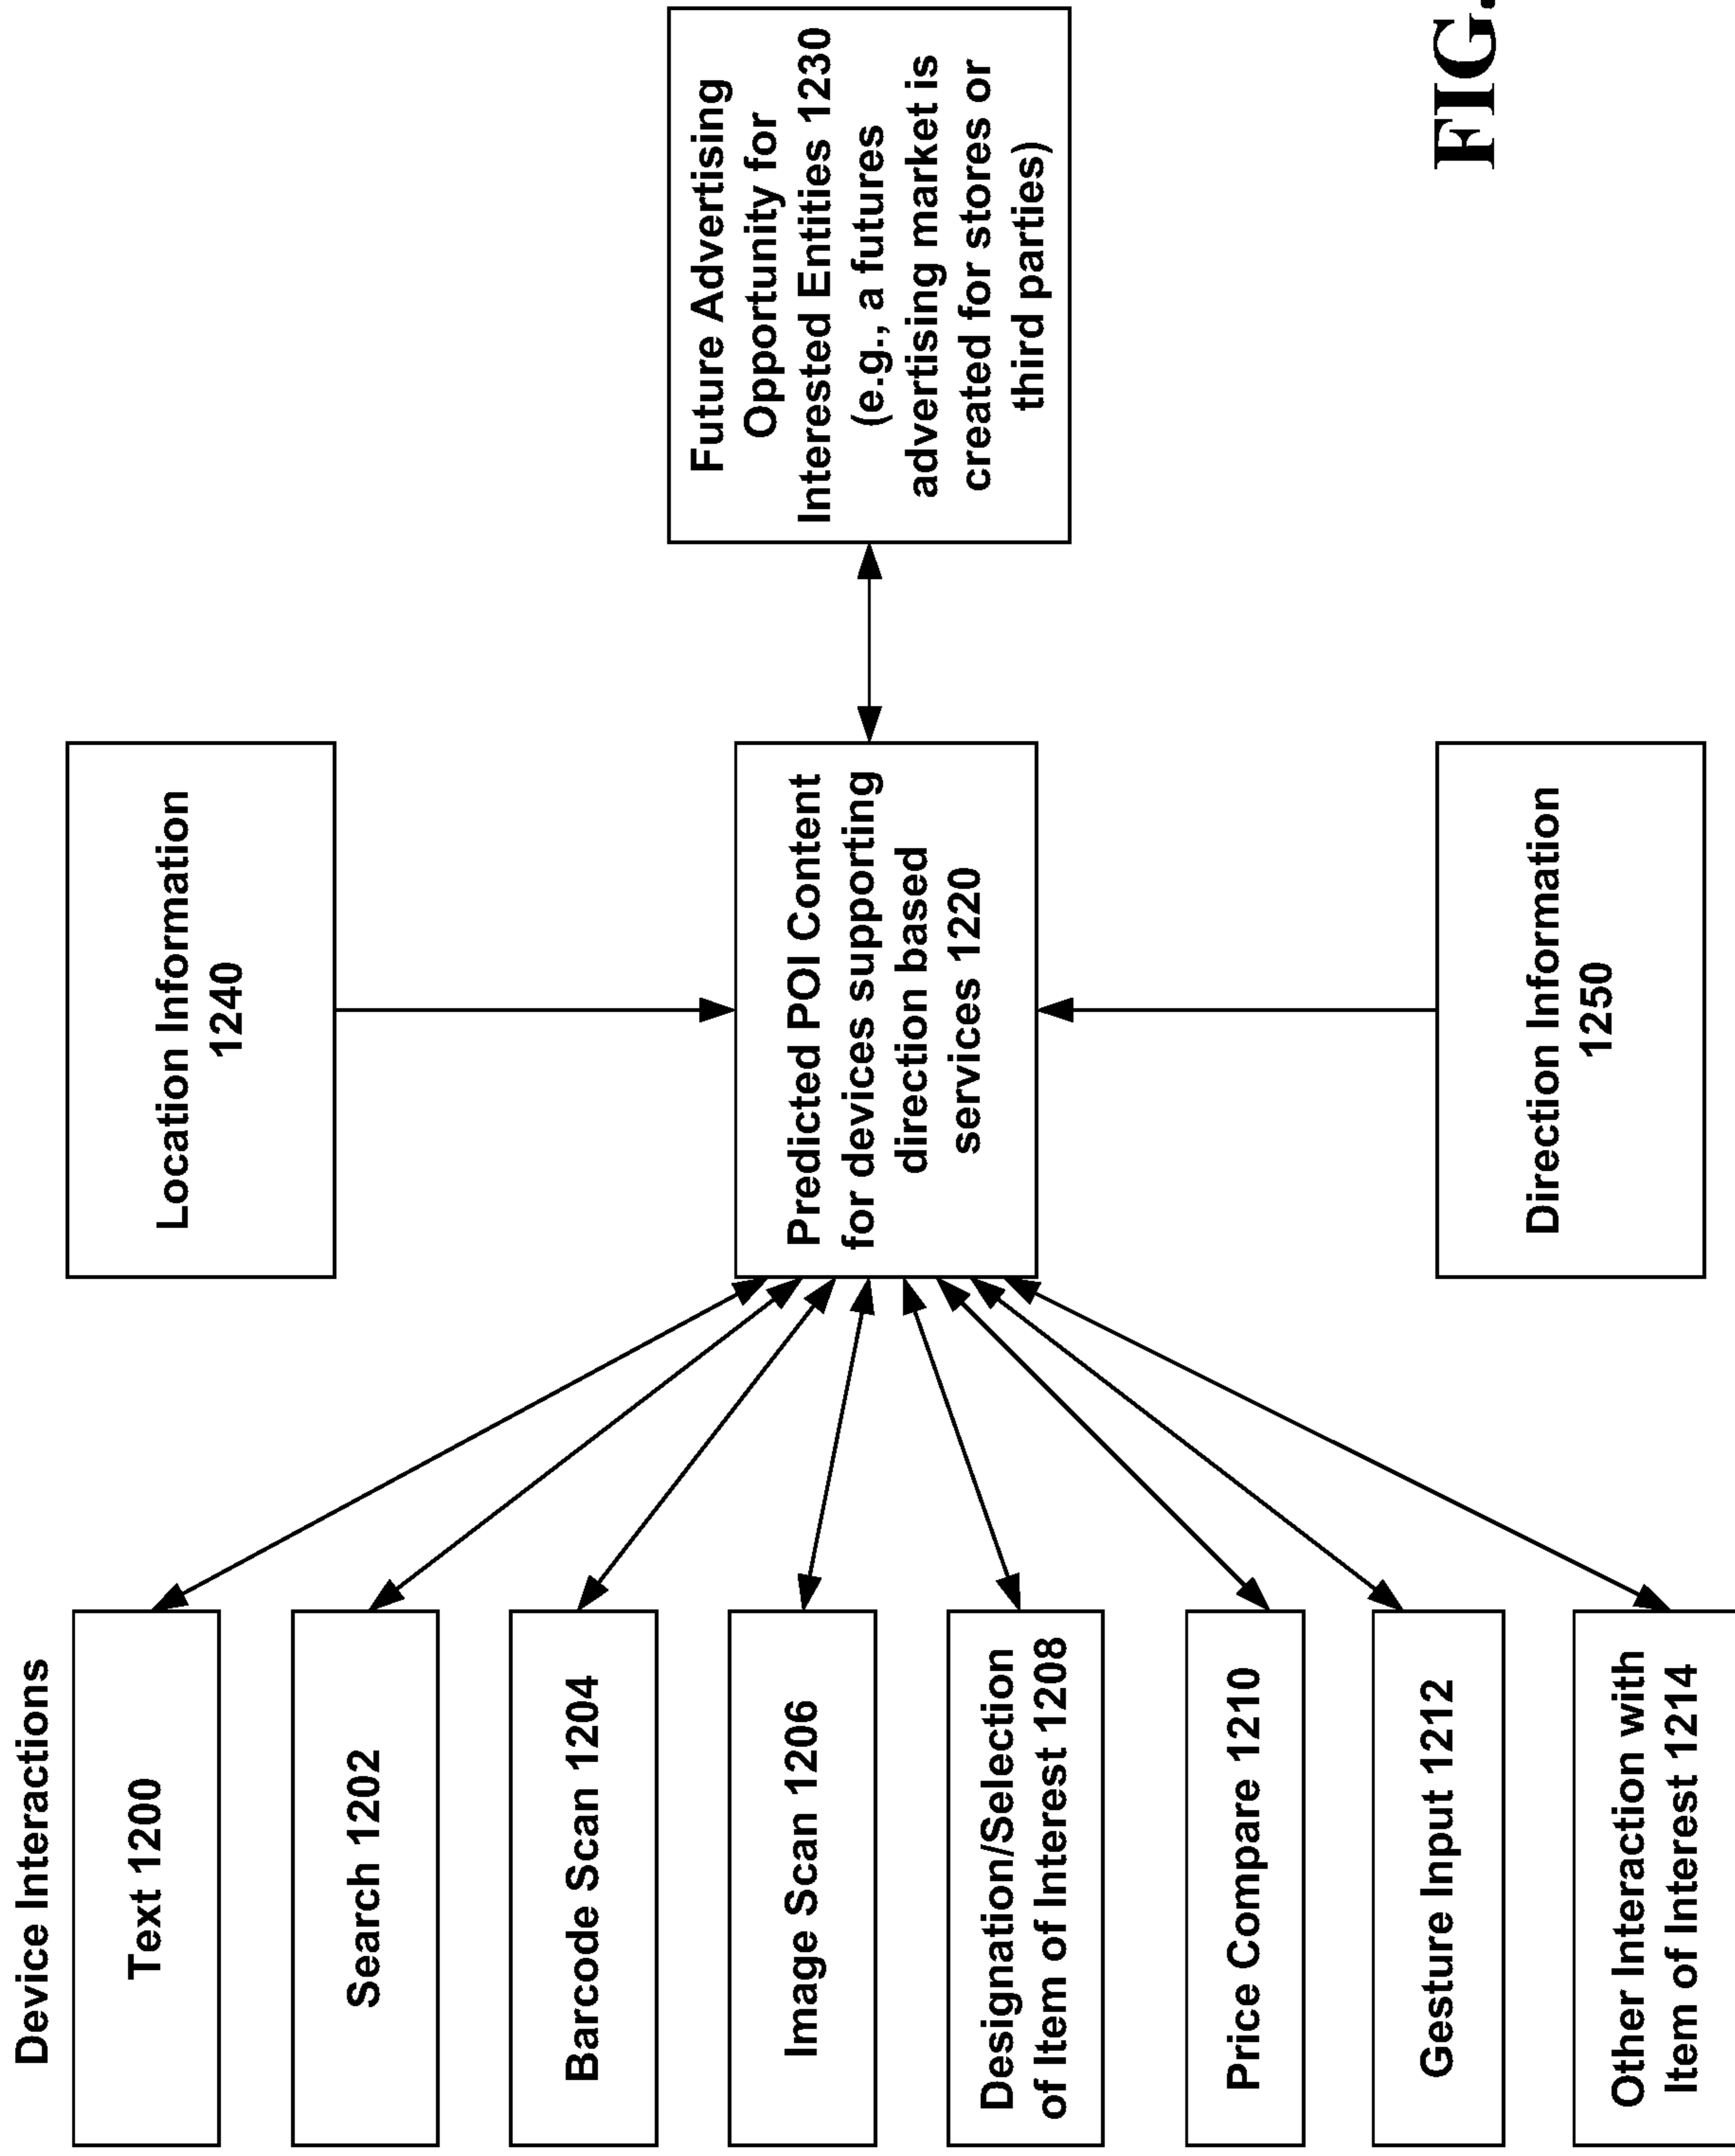 Device Interactions
Text 1200
Search 1202
Barcode Scan 1204
Image Scan 1206
Designation/Selection
of Item of Interest 1208
Price Compare 1210
Gesture Input 1212
Other Interaction with
Item of Interest 1214
Location Information
1240
Predicted POI Content
for devices supporting
direction based
services 1220
Direction Information
1250
Future Advertising
Opportunity for
Interested Entities 1230
(e.g., a futures
advertising market is
created for stores or
third parties)
FIG.